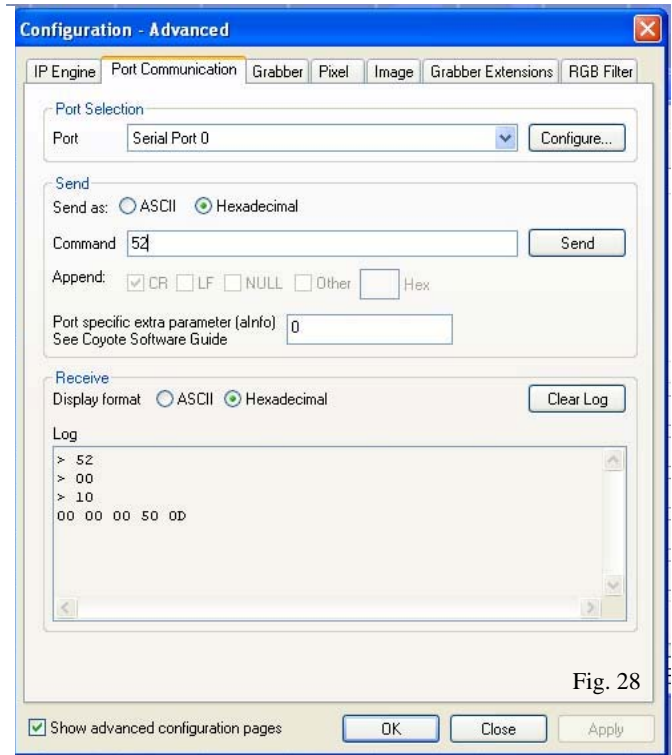 Configuration - Advanced
IP Engine Port Communication Grabber Pixel Image Grabber Extensions RGB Filter
Port Selection
Port Serial Port 0 Configure...
Send
Send as: ASCII Hexadecimal
Command 52 Send
Append: CR LF NULL Other Hex
Port specific extra parameter (aInfo) 0
See Coyote Software Guide
Receive
Display format ASCII Hexadecimal Clear Log
Log
> 52
> 00
> 10
00 00 00 50 0D
Fig. 28
Show advanced configuration pages OK Close Apply